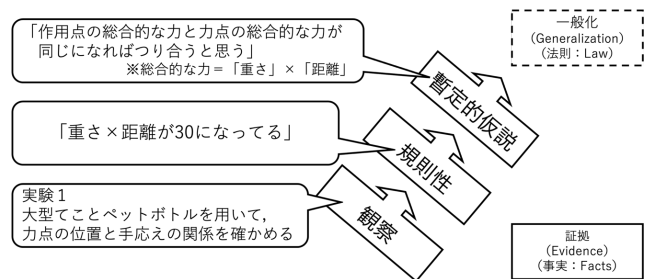 「作用点の総合的な力と力点の総合的な力が
同じになればつり合うと思う」
※総合的な力＝「重さ」×「距離」
一般化
(Generalization)
(法則：Law)
暫定的仮説
「重さ×距離が30になってる」
規則性
実験１
大型てことペットボトルを用いて，
力点の位置と手応えの関係を確かめる
観察
証拠
(Evidence)
(事実：Facts)